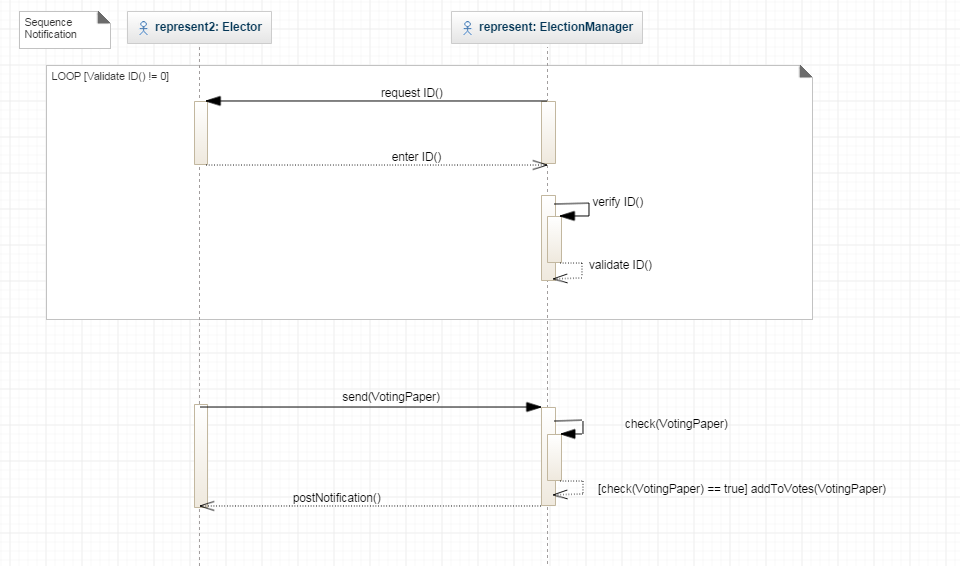 Sequence
Notification
represent2: Elector
represent: ElectionManager
LOOP [Validate ID() != 0]
request ID()
enter ID()
verify ID()
validate ID()
send(VotingPaper)
check(VotingPaper)
[check(VotingPaper) == true] addToVotes(VotingPaper)
postNotification()